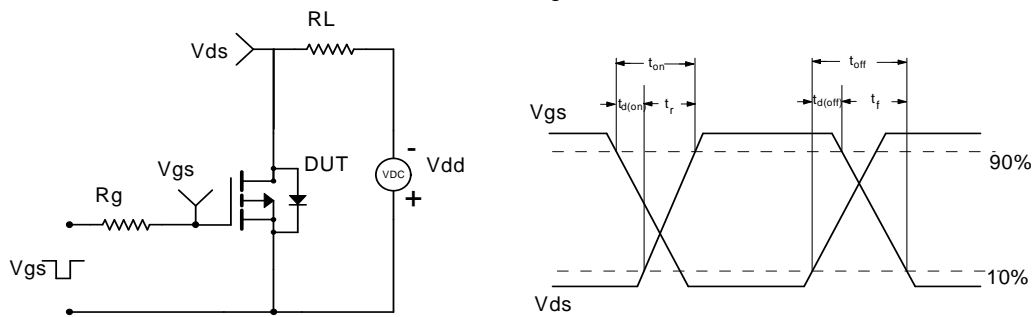 RL
Vds
Vgs
DUT
VDC
Vdd
-
+
Rg
Vgs
ton
toff
td(on)
tr
td(off)
tf
Vgs
90%
10%
Vds